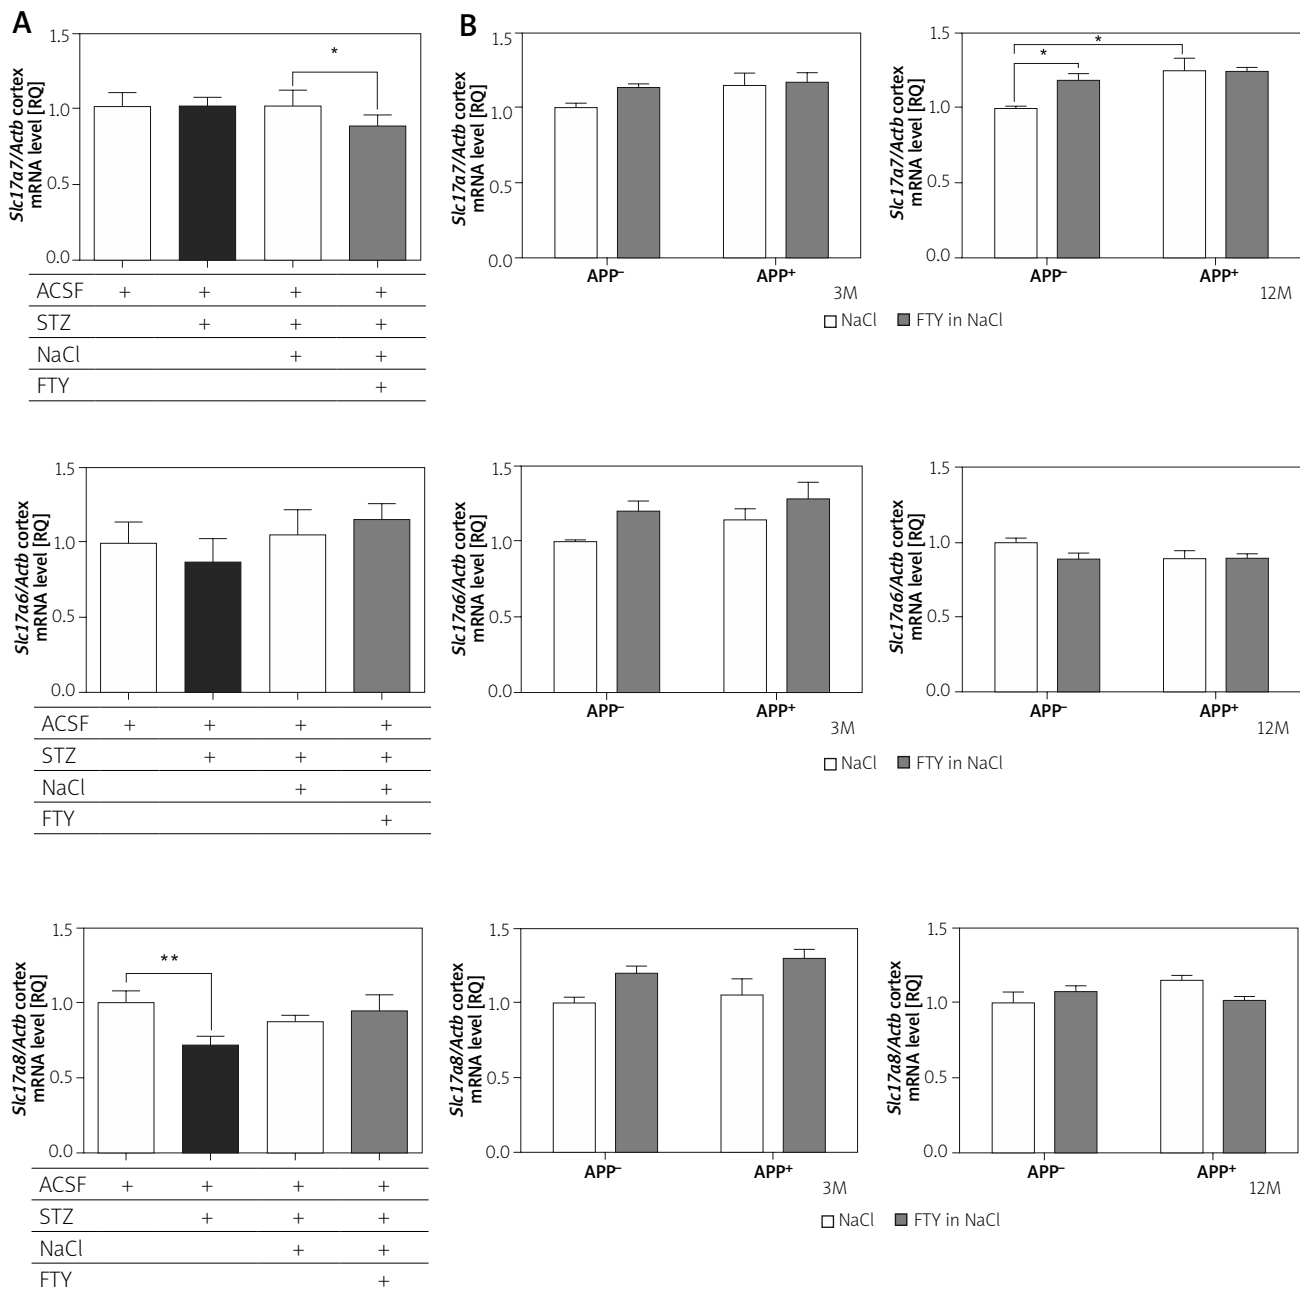 A
Slc17a7/Actb cortex
mRNA level [RQ]
1.5
1.0
0.5
0.0
*
ACSF + + + +
STZ + + +
NaCl + +
FTY +
B
Slc17a7/Actb cortex
mRNA level [RQ]
1.5
1.0
0.5
0.0
APP– APP+
3M
Slc17a7/Actb cortex
mRNA level [RQ]
1.5
1.0
0.5
0.0
*
*
APP– APP+
12M
NaCl FTY in NaCl
Slc17a6/Actb cortex
mRNA level [RQ]
1.5
1.0
0.5
0.0
ACSF + + + +
STZ + + +
NaCl + +
FTY +
Slc17a6/Actb cortex
mRNA level [RQ]
1.5
1.0
0.5
0.0
APP– APP+
3M
Slc17a6/Actb cortex
mRNA level [RQ]
1.5
1.0
0.5
0.0
APP– APP+
12M
NaCl FTY in NaCl
Slc17a8/Actb cortex
mRNA level [RQ]
1.5
1.0
0.5
0.0
**
ACSF + + + +
STZ + + +
NaCl + +
FTY +
Slc17a8/Actb cortex
mRNA level [RQ]
1.5
1.0
0.5
0.0
APP– APP+
3M
Slc17a8/Actb cortex
mRNA level [RQ]
1.5
1.0
0.5
0.0
APP– APP+
12M
NaCl FTY in NaCl